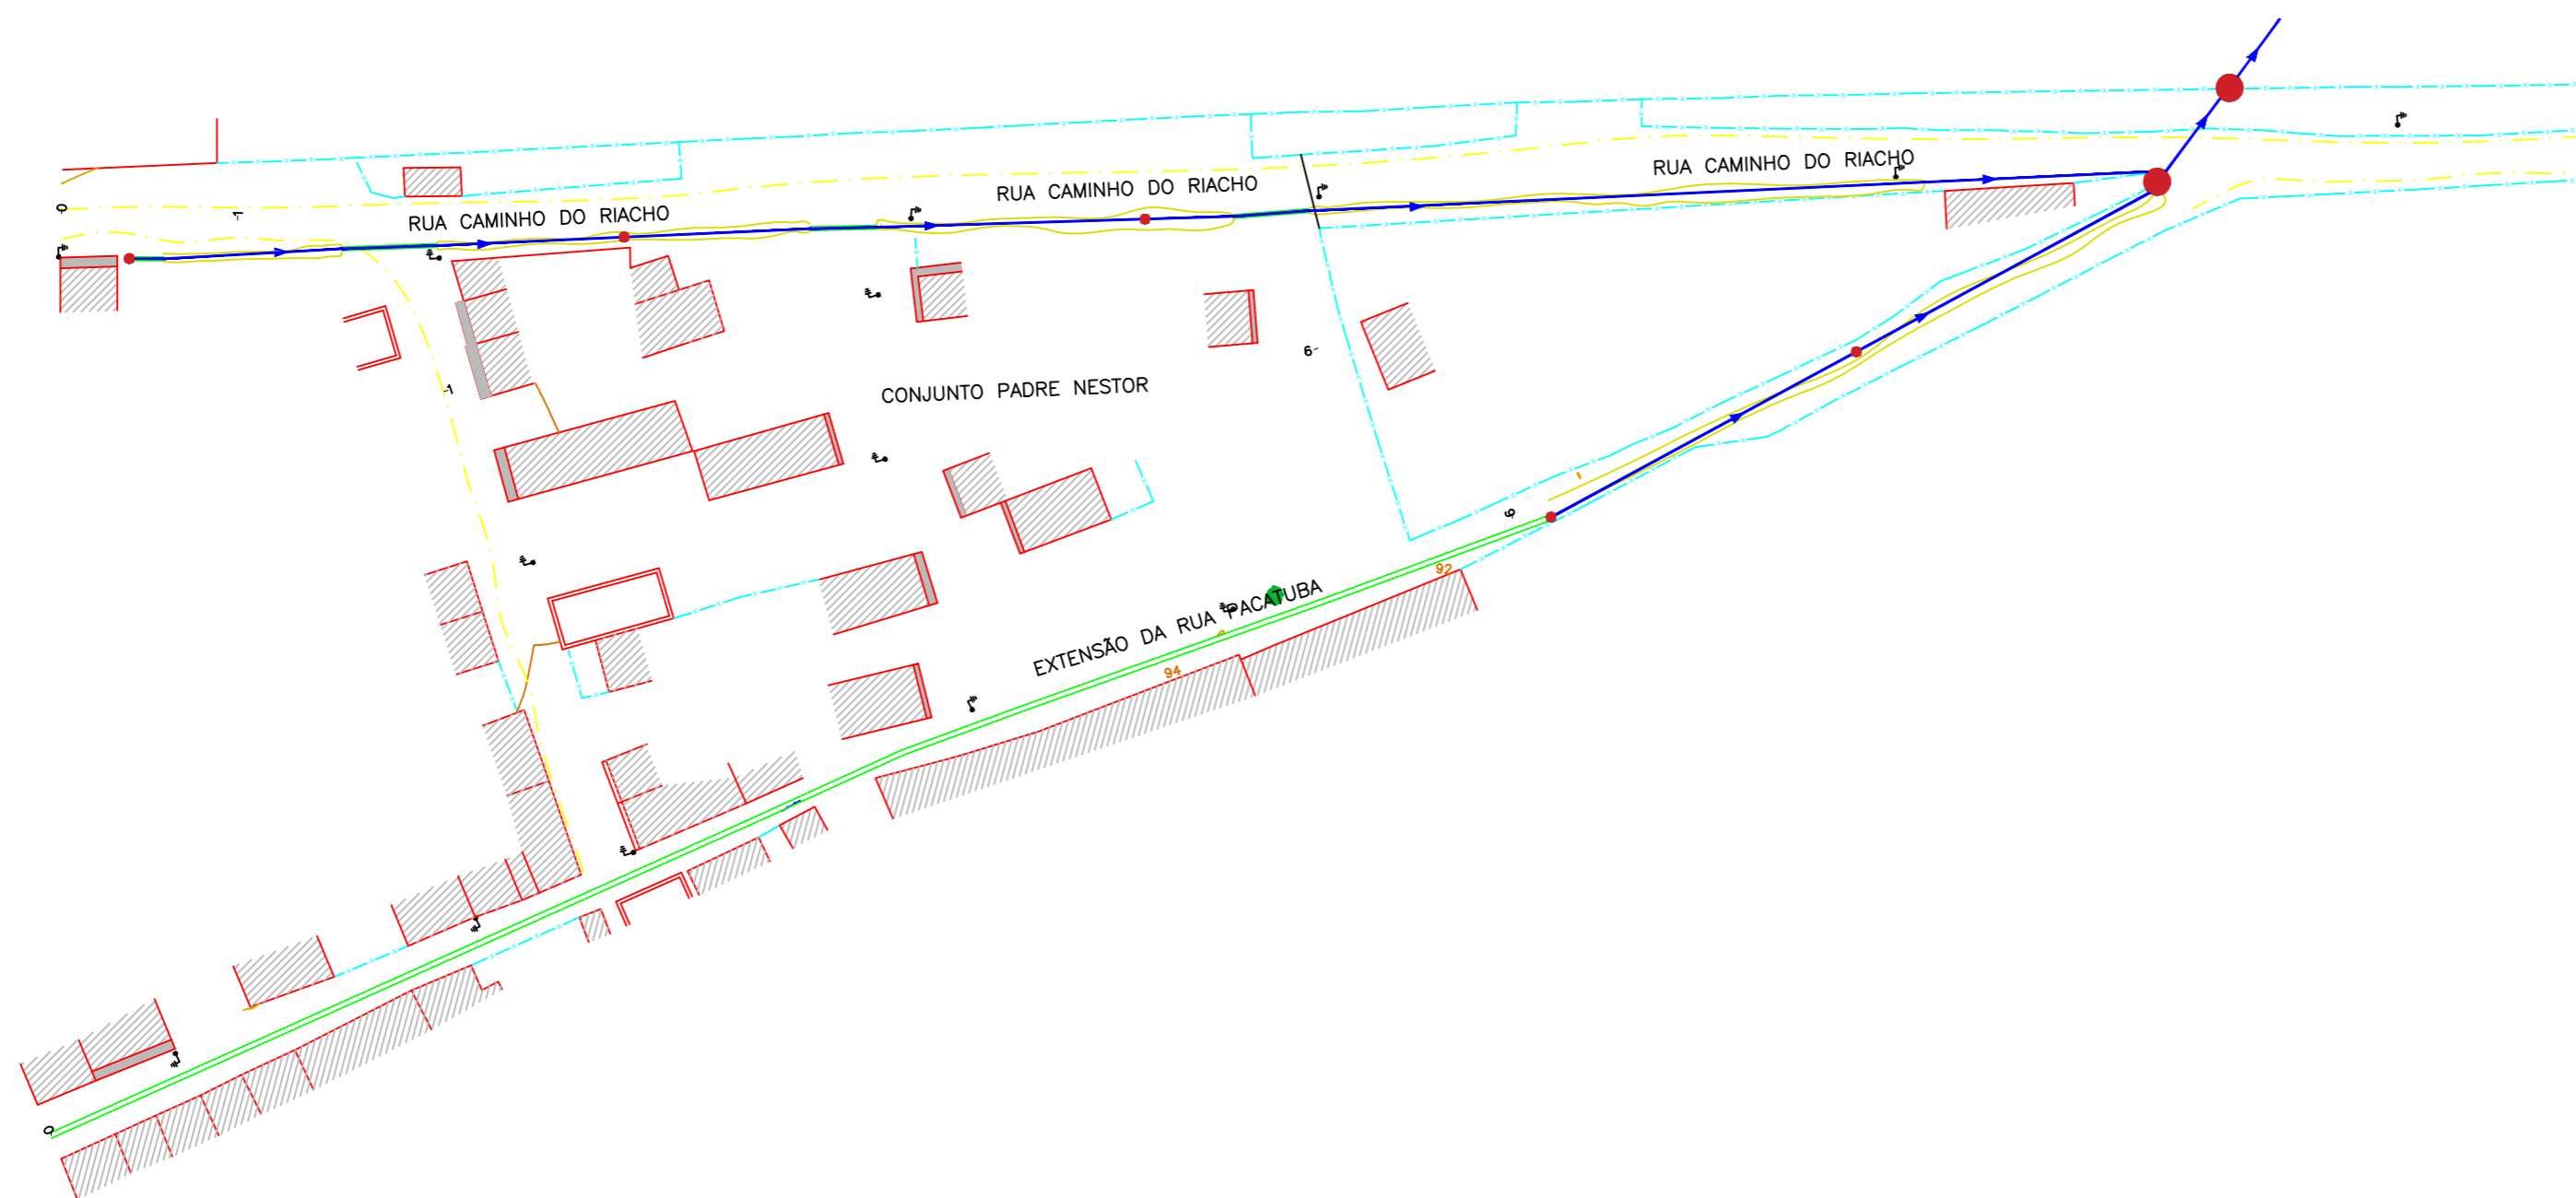 RUA CAMINHO DO RIACHO
RUA CAMINHO DO RIACHO
RUA CAMINHO DO RIACHO
CONJUNTO PADRE NESTOR
EXTENSÃO DA RUA PACATUBA
92
94